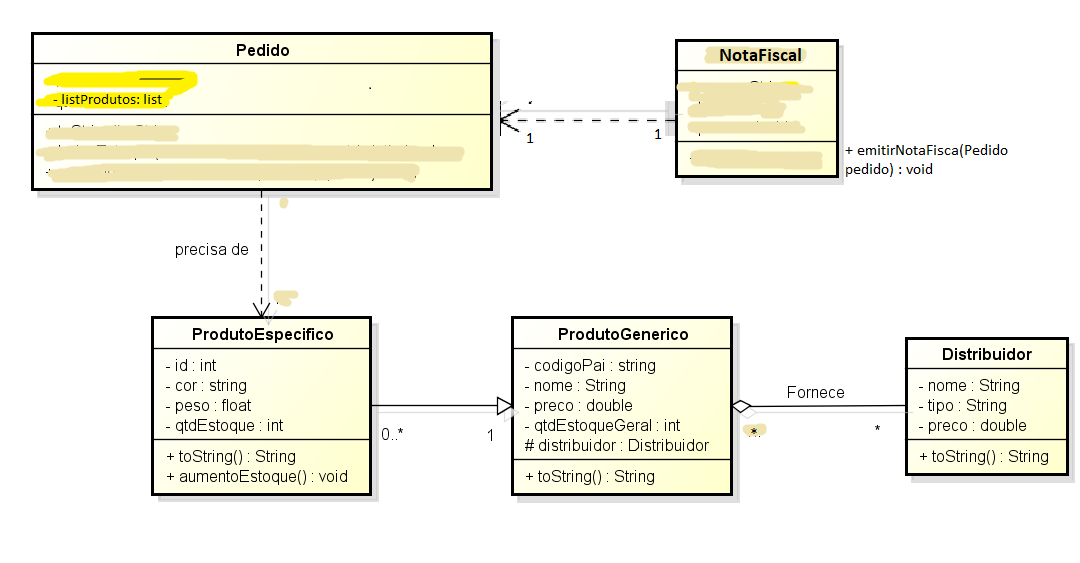 Pedido
- listProdutos: list
NotaFiscal
1
1
+ emitirNotaFisca(Pedido
pedido) : void
precisa de
ProdutoEspecifico
- id : int
- cor : string
- peso : float
- qtdEstoque : int
+ toString() : String
+ aumentoEstoque() : void
0..*
1
ProdutoGenerico
- codigoPai : string
- nome : String
- preco : double
- qtdEstoqueGeral : int
# distribuidor : Distribuidor
+ toString() : String
Fornece
*
*
Distribuidor
- nome : String
- tipo : String
- preco : double
+ toString() : String